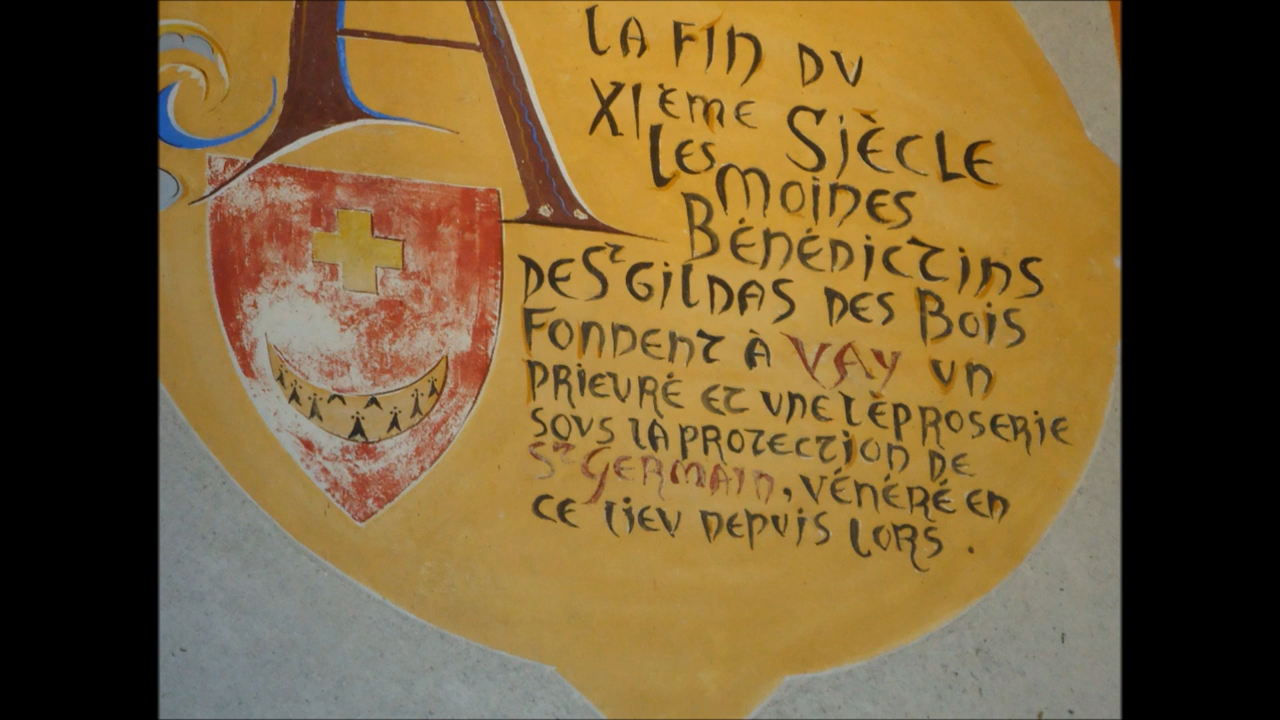 A LA FIN DU
XIème SIÈCLE
LES MOINES
BÉNÉDICTINS
DE St GILDAS DES BOIS
FONDENT À VAY UN
PRIEURÉ ET UNE LÈPROSERIE
SOUS LA PROTECTION DE
St GERMAIN, VÉNÉRÉ EN
CE LIEU DEPUIS LORS .